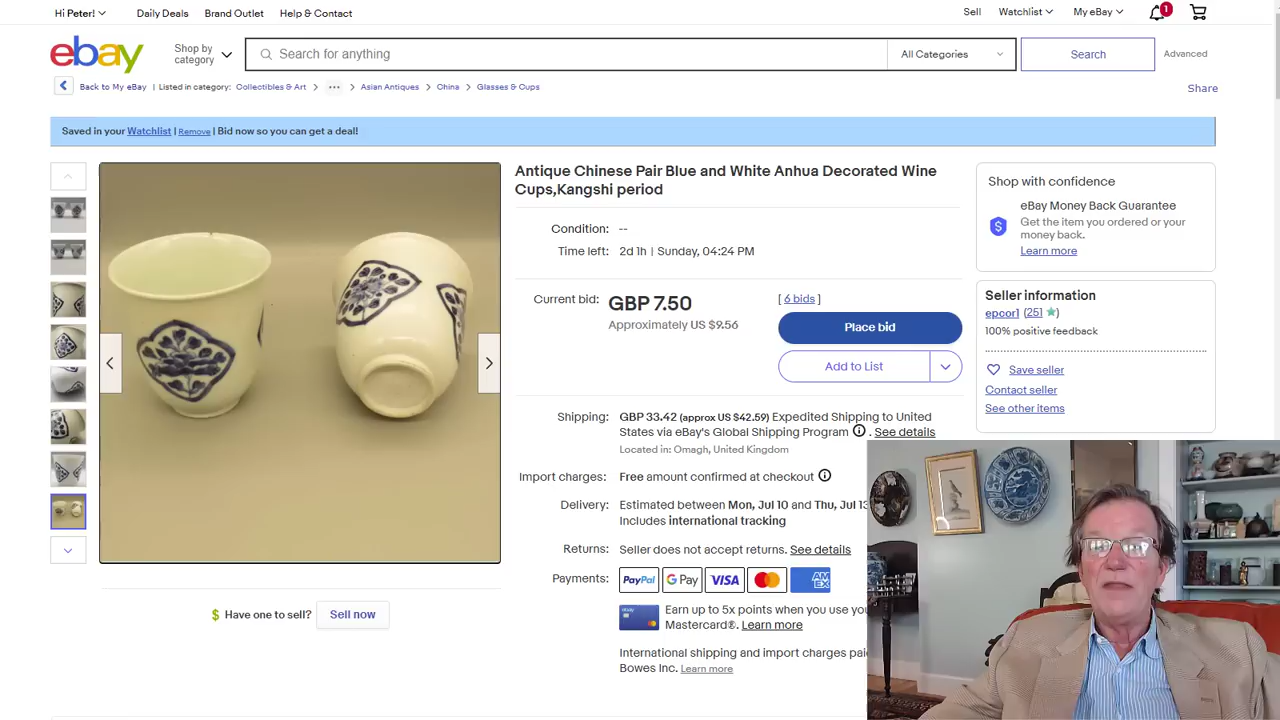 Hi Peter!
Daily Deals
Brand Outlet
Help & Contact
Sell
Watchlist
My eBay
1
ebay
Shop by
category
Search for anything
All Categories
Search
Advanced
Back to My eBay | Listed in category: Collectibles & Art > ... > Asian Antiques > China > Glasses & Cups
Share
Saved in your Watchlist | Remove | Bid now so you can get a deal!
Antique Chinese Pair Blue and White Anhua Decorated Wine
Cups,Kangshi period
Condition: --
Time left: 2d 1h | Sunday, 04:24 PM
Current bid: GBP 7.50
Approximately US $9.56
[ 6 bids ]
Place bid
Add to List
Shipping: GBP 33.42 (approx US $42.59) Expedited Shipping to United
States via eBay's Global Shipping Program . See details
Located in: Omagh, United Kingdom
Import charges: Free amount confirmed at checkout
Delivery: Estimated between Mon, Jul 10 and Thu, Jul 13
Includes international tracking
Returns: Seller does not accept returns. See details
Payments: PayPal G Pay VISA AM EX
ebay
Earn up to 5x points when you use you
Mastercard®. Learn more
International shipping and import charges pai
Bowes Inc. Learn more
Shop with confidence
eBay Money Back Guarantee
Get the item you ordered or your
money back.
Learn more
Seller information
epcor1 (251 )
100% positive feedback
Save seller
Contact seller
See other items
$ Have one to sell? Sell now